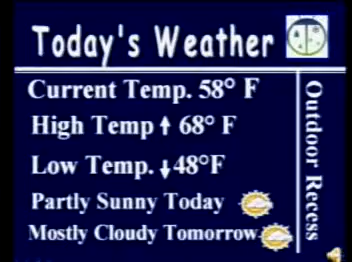 Today's Weather
Current Temp. 58° F
High Temp ↑ 68° F
Low Temp. ↓48°F
Partly Sunny Today
Mostly Cloudy Tomorrow
Outdoor Recess